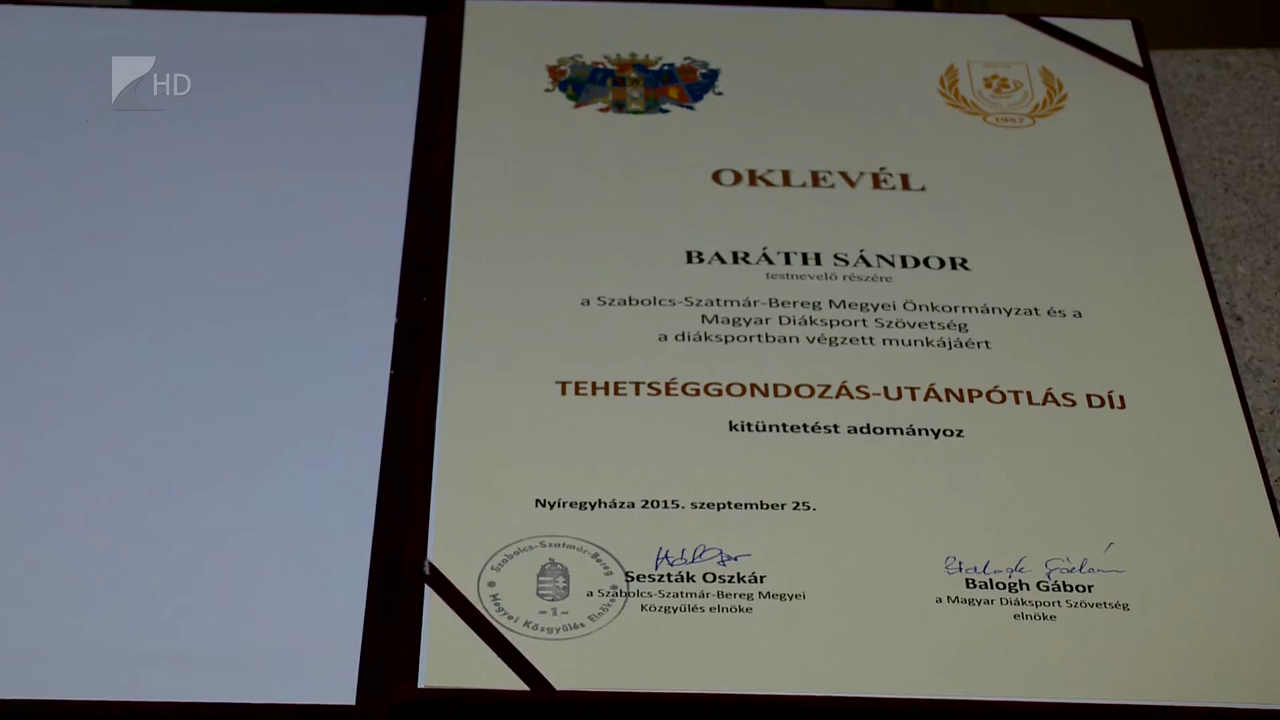 HD
1987
OKLEVÉL
BARÁTH SÁNDOR
testnevelő részére
a Szabolcs-Szatmár-Bereg Megyei Önkormányzat és a
Magyar Diáksport Szövetség
a diáksportban végzett munkájáért
TEHETSÉGGONDOZÁS-UTÁNPÓTLÁS DÍJ
kitüntetést adományoz
Nyíregyháza 2015. szeptember 25.
Szabolcs-Szatmár-Bereg
Megyei Közgyűlés Elnöke
-1-
Seszták Oszkár
a Szabolcs-Szatmár-Bereg Megyei
Közgyűlés elnöke
Balogh Gábor
Balogh Gábor
a Magyar Diáksport Szövetség
elnöke